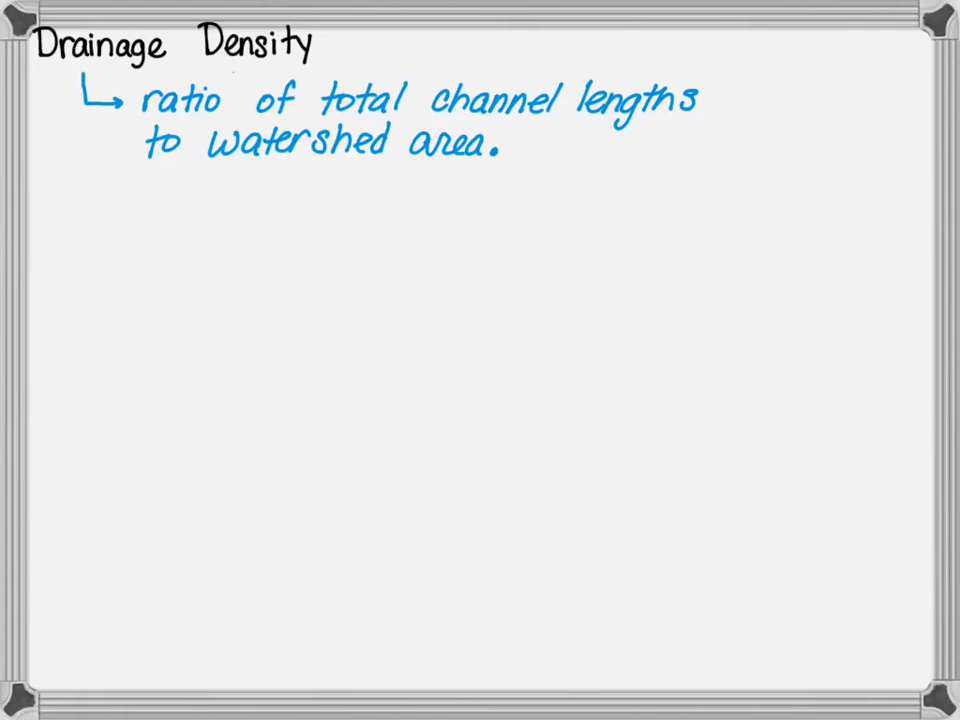 Drainage Density
↳ ratio of total channel lengths
to watershed area.